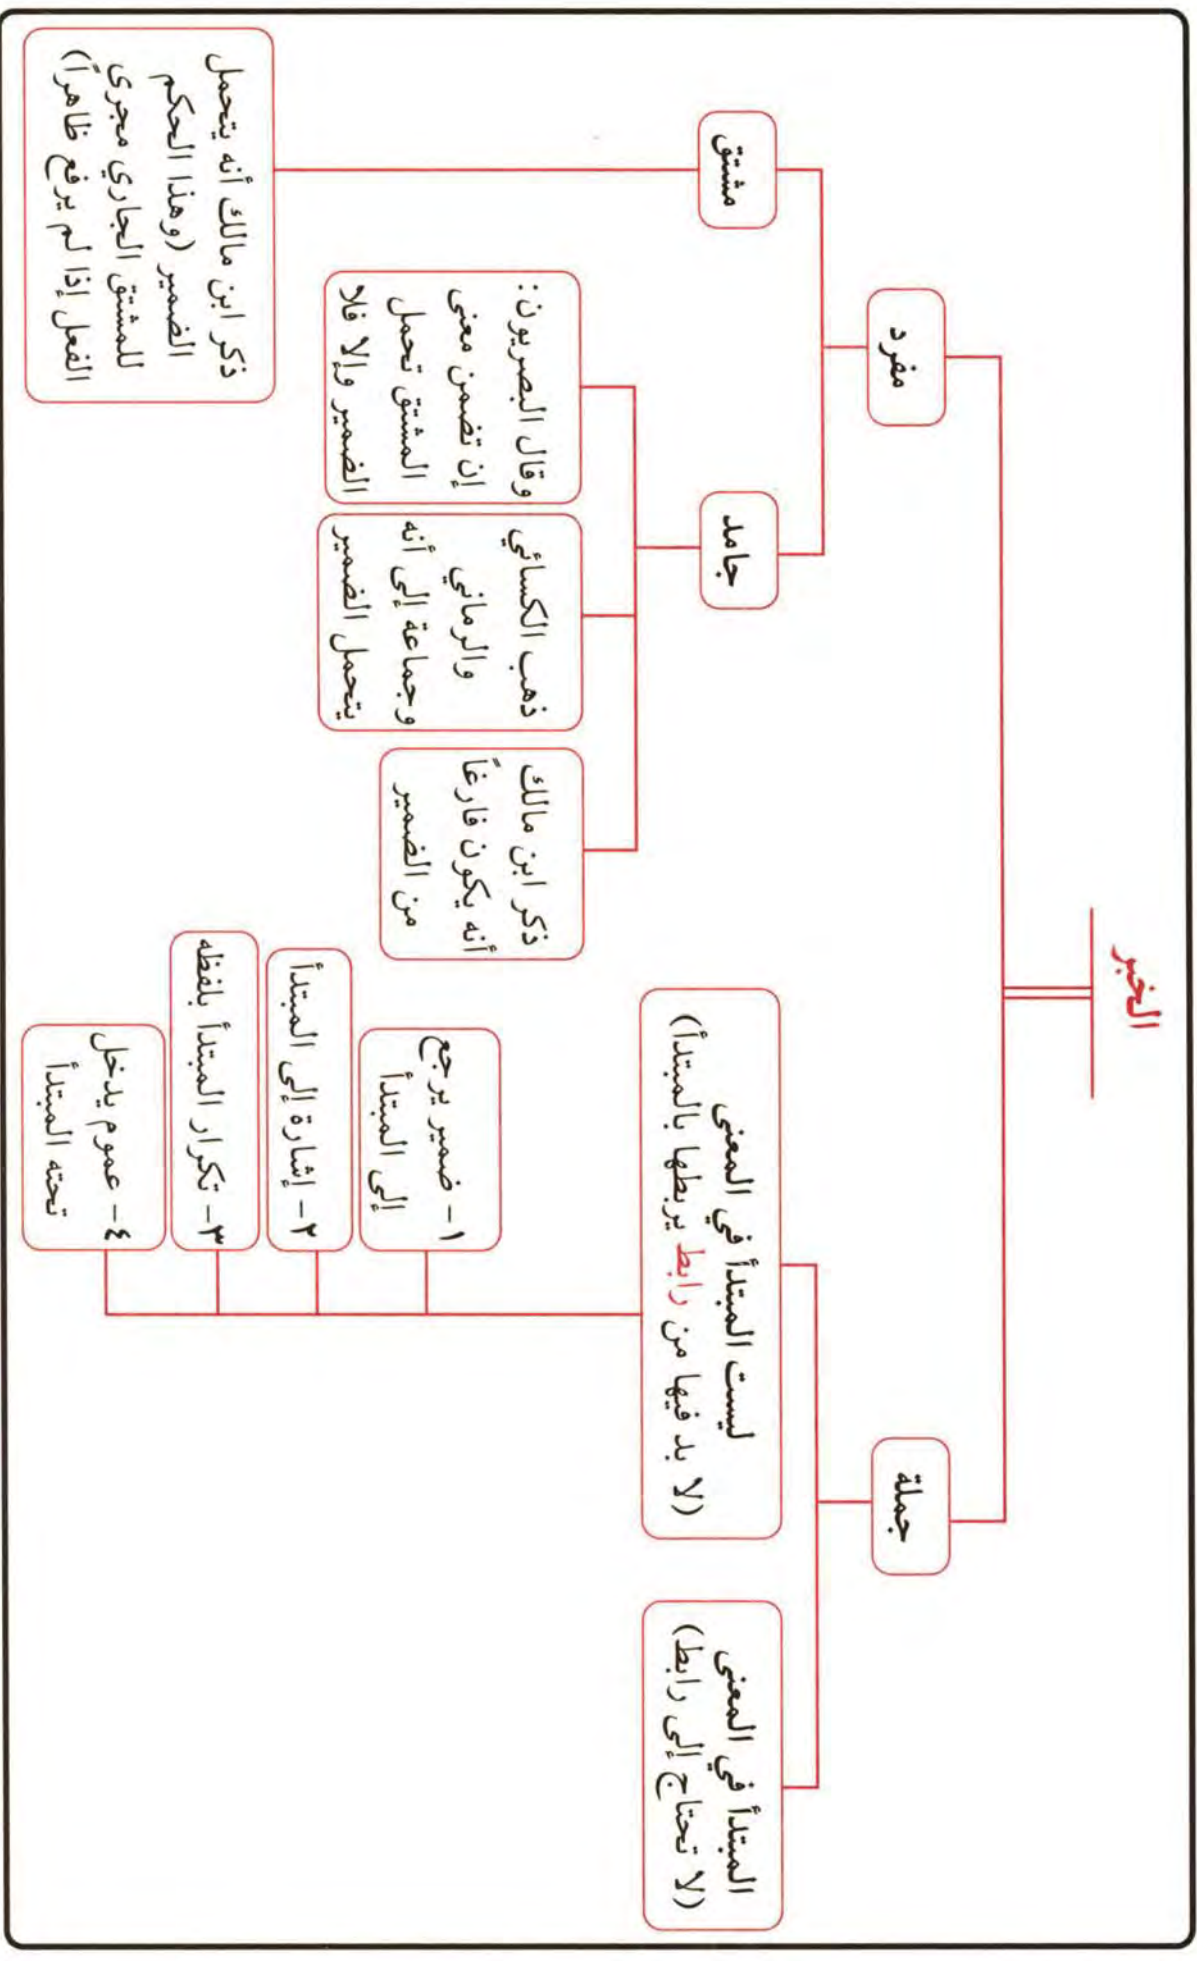 الخبر
جملة
مفرد
المبتدأ في المعنى
(لا تحتاج إلى رابط)
ليست المبتدأ في المعنى
(لا بد فيها من رابط يربطها بالمبتدأ)
١- ضمير يرجع
إلى المبتدأ
٢- إشارة إلى المبتدأ
٣- تكرار المبتدأ بلفظه
٤- عموم يدخل
تحته المبتدأ
جامد
مشتق
ذكر ابن مالك
أنه يكون فارغاً
من الضمير
ذهب الكسائي
والرماني
وجماعة إلى أنه
يتحمل الضمير
وقال البصريون:
إن تضمن معنى
المشتق تحمل
الضمير وإلا فلا
ذكر ابن مالك أنه يتحمل
الضمير (وهذا الحكم
للمشتق الجاري مجرى
الفعل إذا لم يرفع ظاهراً)